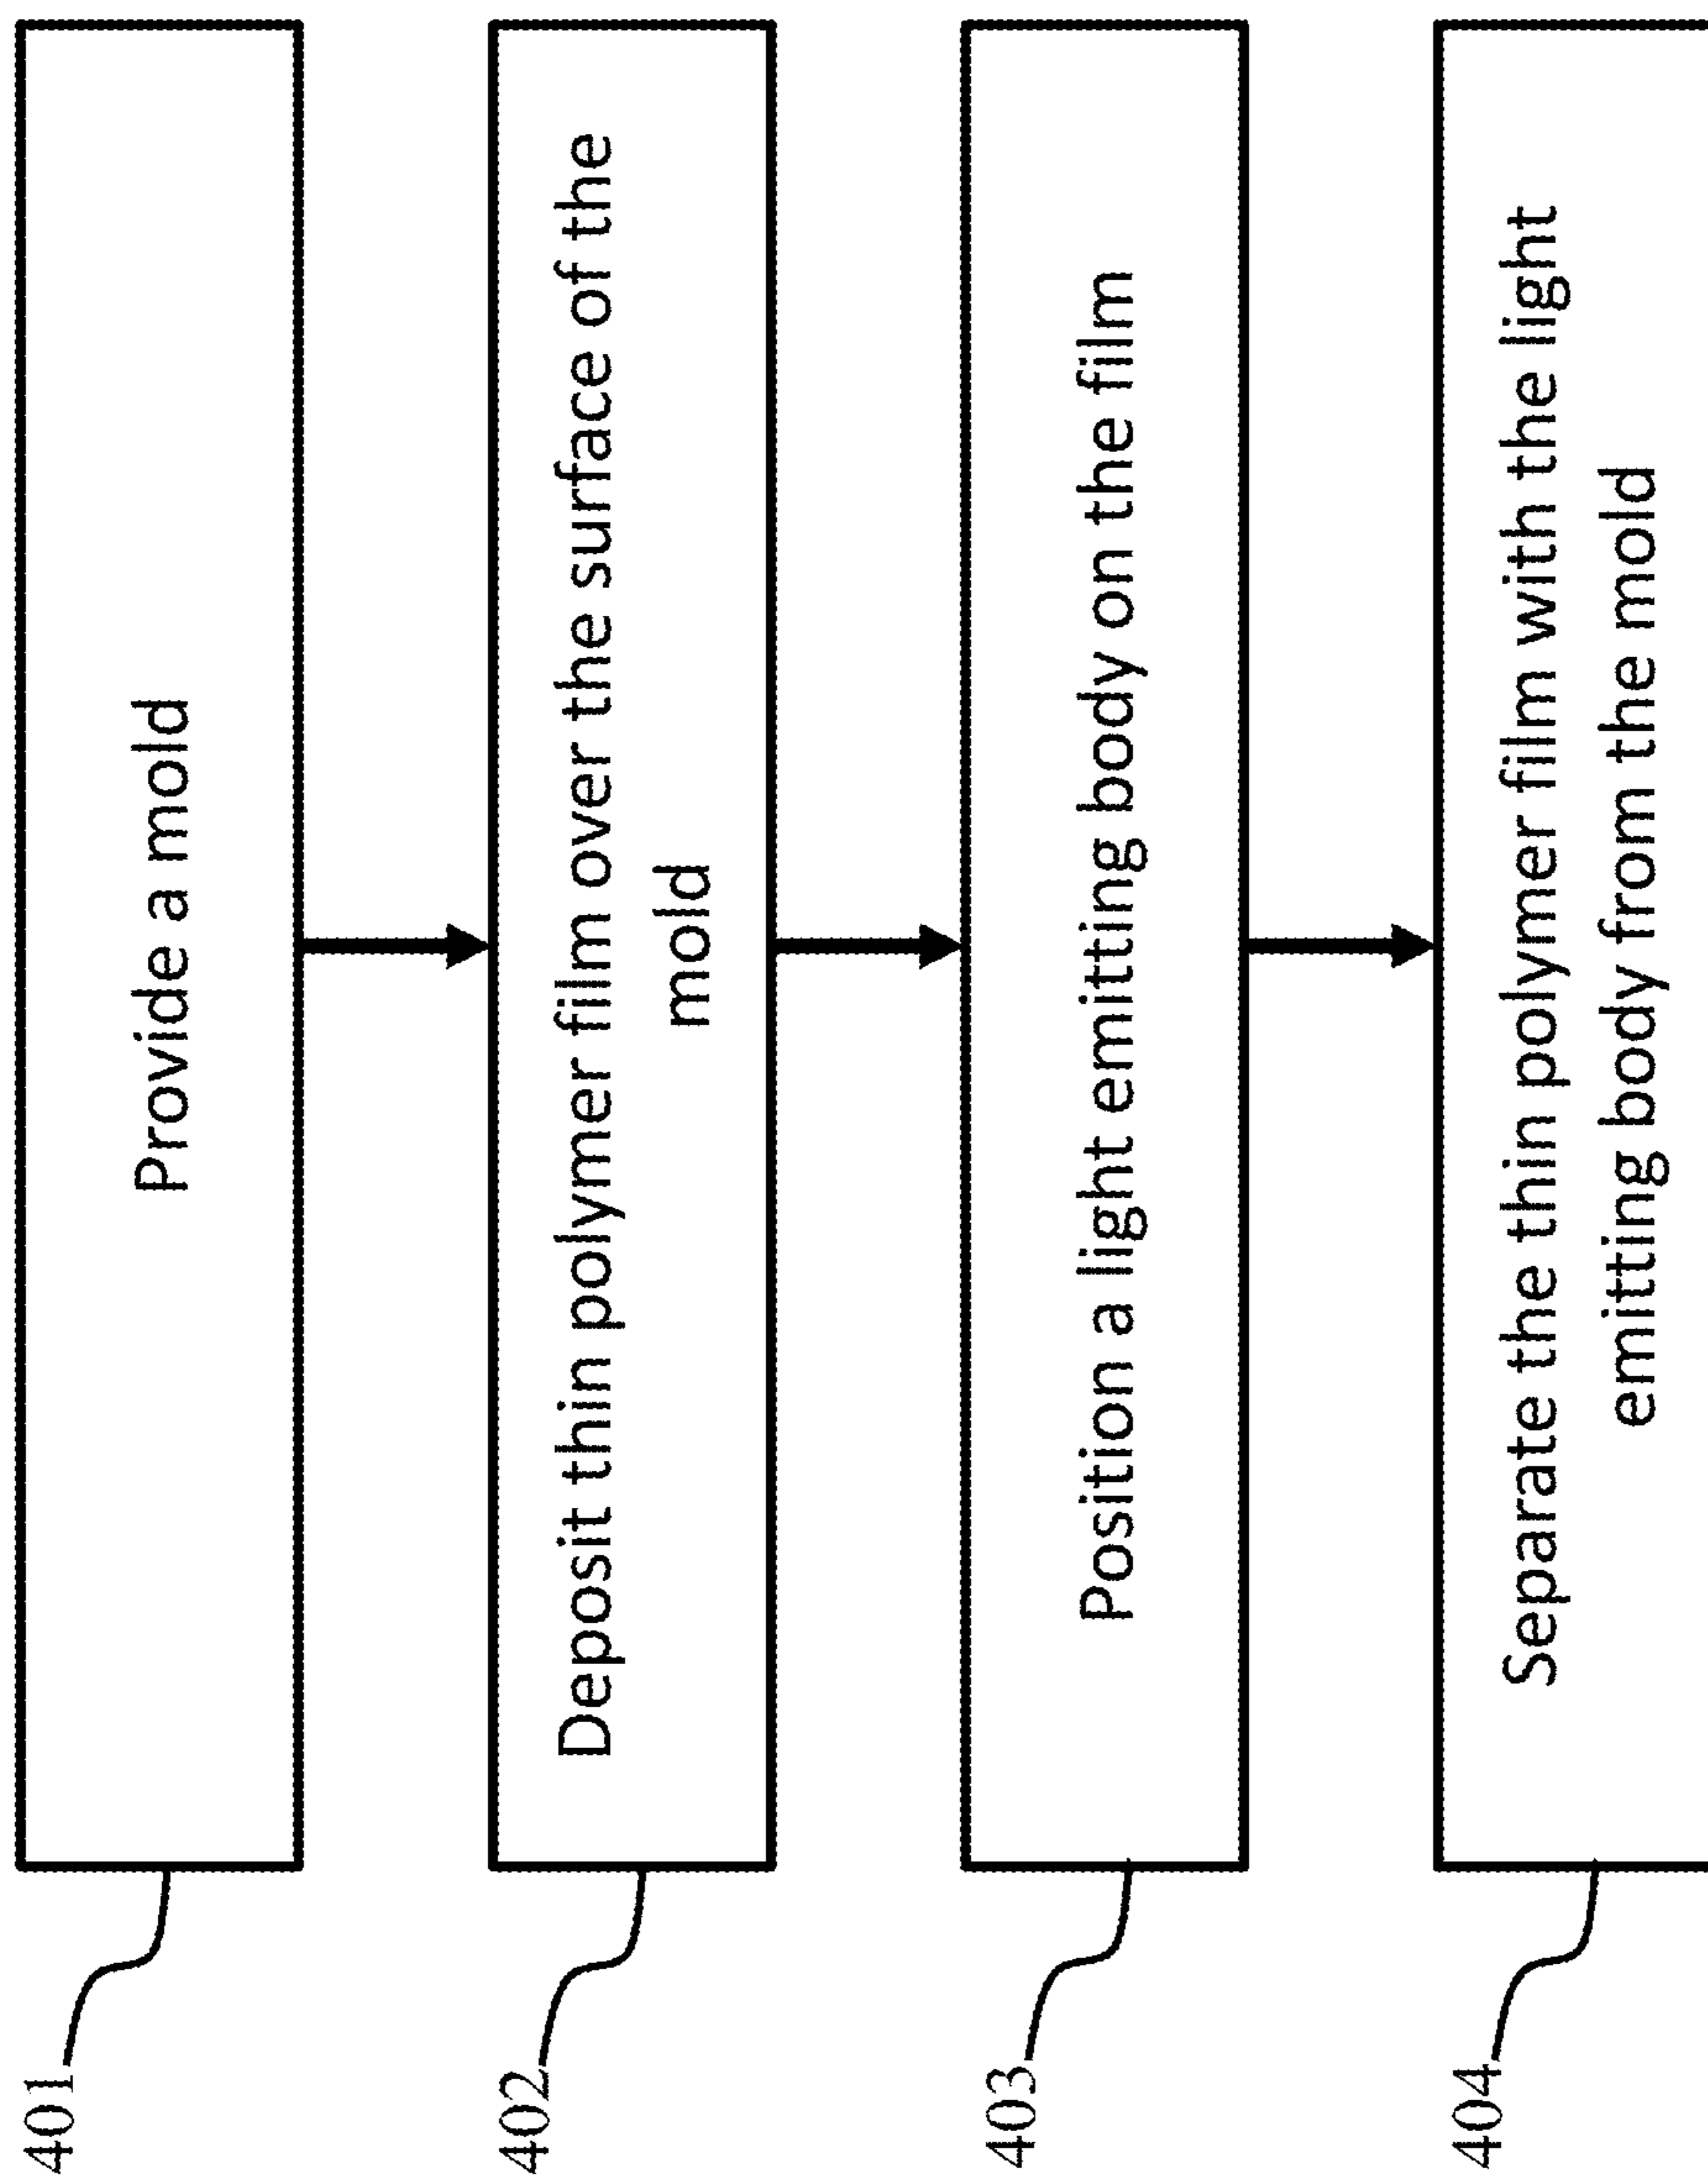 401
Provide a mold
402
Deposit thin polymer film over the surface of the
mold
403
Position a light emitting body on the film
404
Separate the thin polymer film with the light
emitting body from the mold